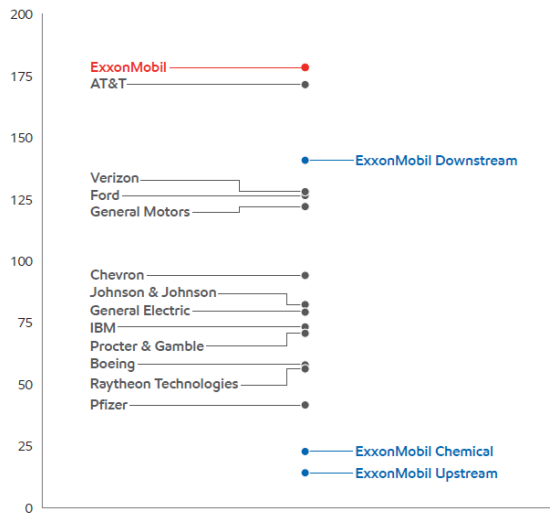 200
ExxonMobil
175
AT&T
150
ExxonMobil Downstream
Verizon
125
Ford
General Motors
100
Chevron
Johnson & Johnson
General Electric
75
IBM
Procter & Gamble
Boeing
50
Raytheon Technologies
Pfizer
25
ExxonMobil Chemical
ExxonMobil Upstream
0